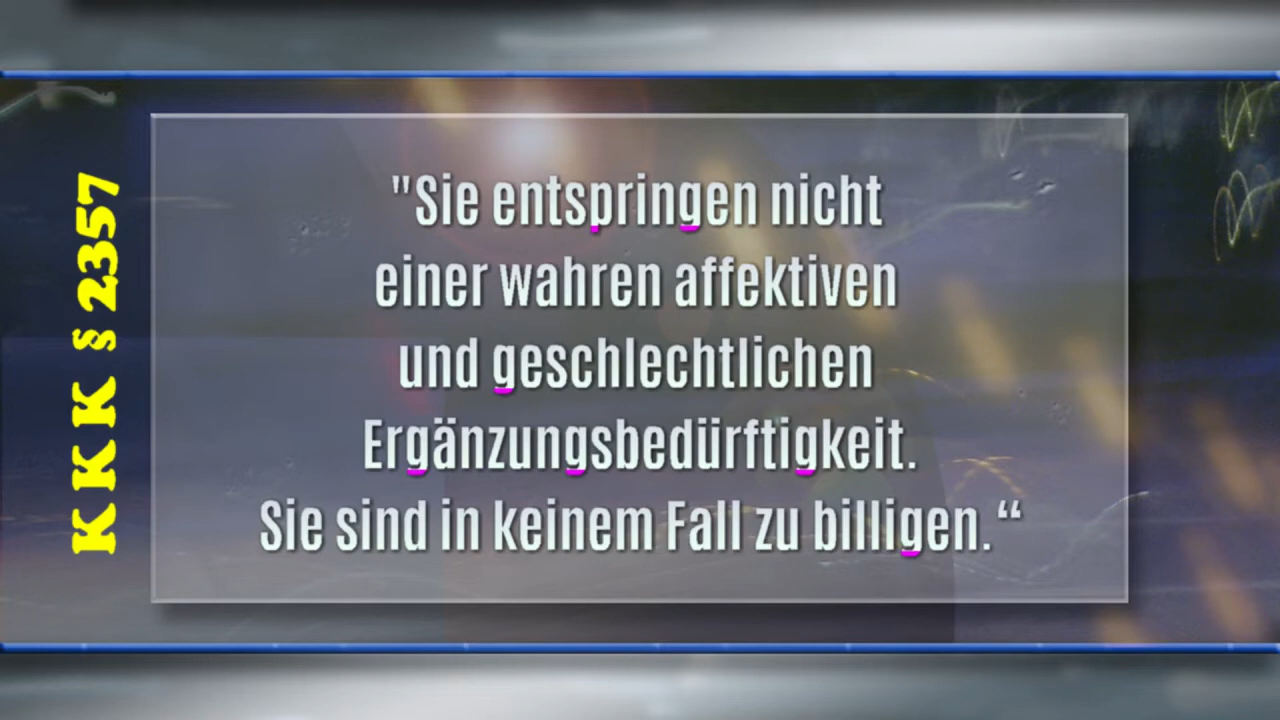 KKK § 2357
"Sie entspringen nicht
einer wahren affektiven
und geschlechtlichen
Ergänzungsbedürftigkeit.
Sie sind in keinem Fall zu billigen.“